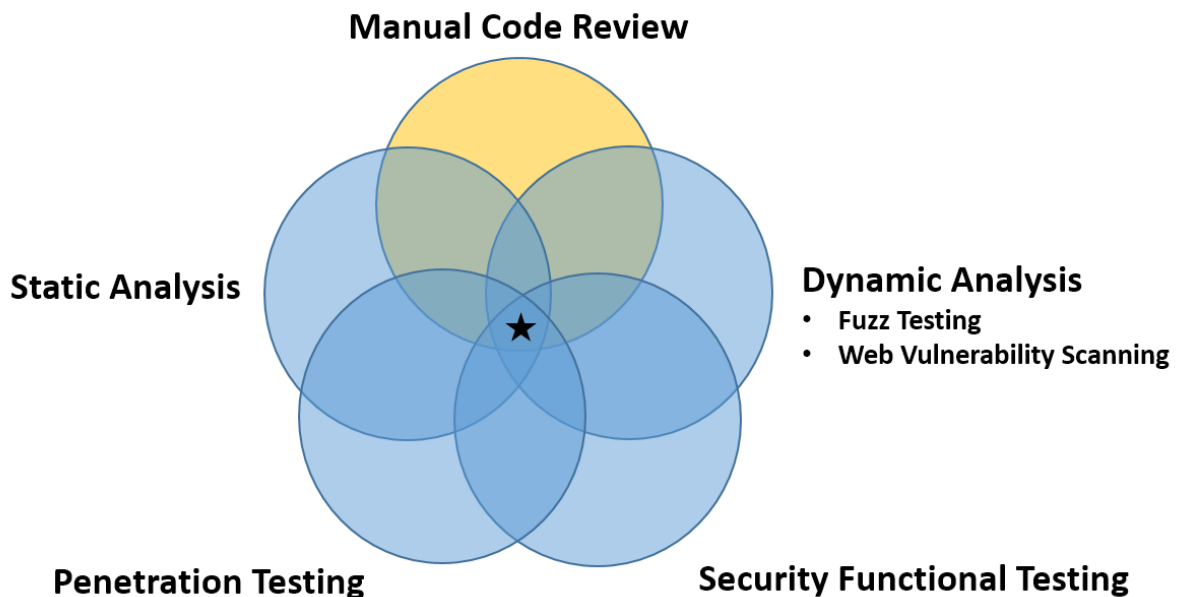 Manual Code Review
Static Analysis
Dynamic Analysis
• Fuzz Testing
• Web Vulnerability Scanning
Penetration Testing
Security Functional Testing